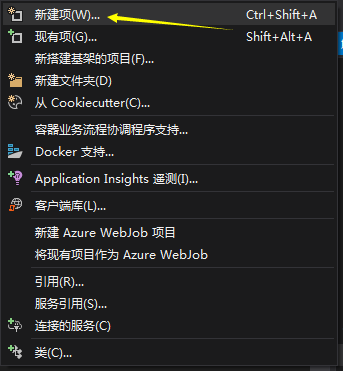 新建项(W)... Ctrl+Shift+A
现有项(G)... Shift+Alt+A
新搭建基架的项目(F)...
新建文件夹(D)
从 Cookiecutter(C)...
容器业务流程协调程序支持...
Docker 支持...
Application Insights 遥测(I)...
客户端库(L)...
新建 Azure WebJob 项目
将现有项目作为 Azure WebJob
引用(R)...
服务引用(S)...
连接的服务(C)
类(C)...